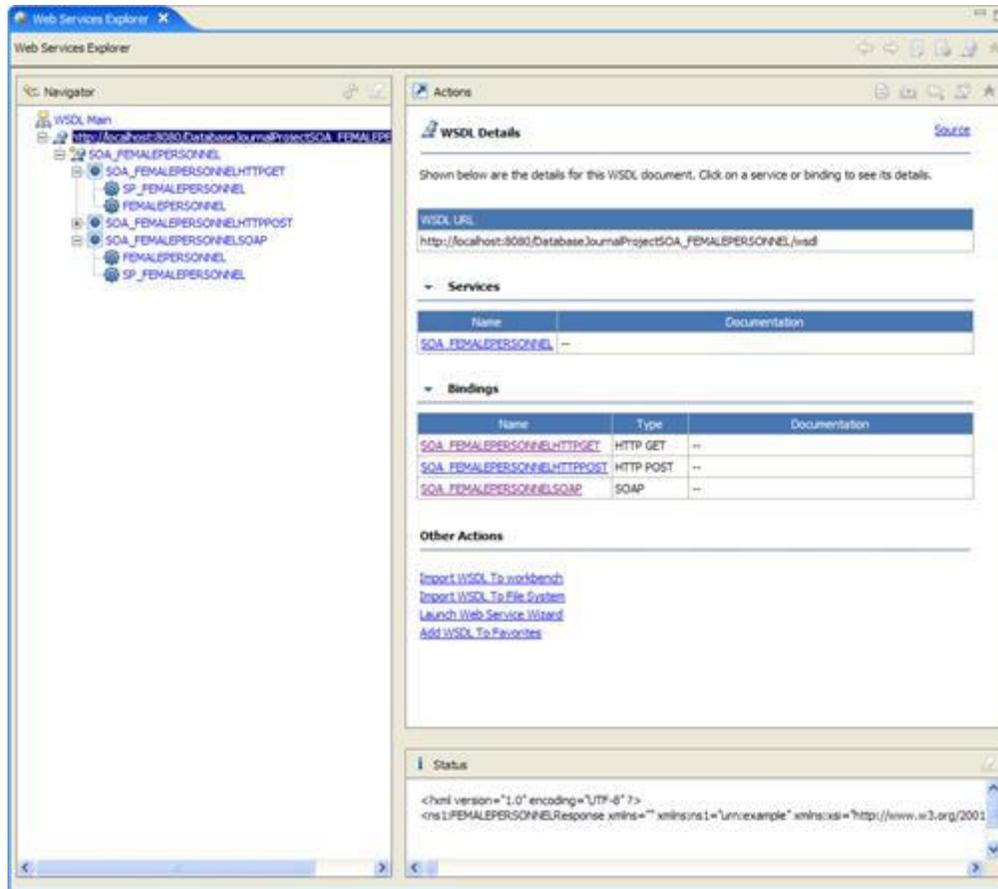 Web Services Explorer
Web Services Explorer
Navigator
WSDL Main
http://localhost:8080/DatabaseJournalProjectSOA_FEMALEPE
SOA_FEMALEPERSONNEL
SOA_FEMALEPERSONNELHTTPGET
SP_FEMALEPERSONNEL
FEMALEPERSONNEL
SOA_FEMALEPERSONNELHTTPPOST
SOA_FEMALEPERSONNELSOAP
FEMALEPERSONNEL
SP_FEMALEPERSONNEL
Actions
WSDL Details
Source
Shown below are the details for this WSDL document. Click on a service or binding to see its details.
WSDL URL
http://localhost:8080/DatabaseJournalProjectSOA_FEMALEPERSONNEL/wsdl
Services
Name Documentation
SOA_FEMALEPERSONNEL --
Bindings
Name Type Documentation
SOA_FEMALEPERSONNELHTTPGET HTTP GET --
SOA_FEMALEPERSONNELHTTPPOST HTTP POST --
SOA_FEMALEPERSONNELSOAP SOAP --
Other Actions
Import WSDL To workbench
Import WSDL To File System
Launch Web Service Wizard
Add WSDL To Favorites
Status
<?xml version="1.0" encoding="UTF-8" ?>
<ns1:FEMALEPERSONNELResponse xmlns="" xmlns:ns1="urn:example" xmlns:xsi="http://www.w3.org/2001